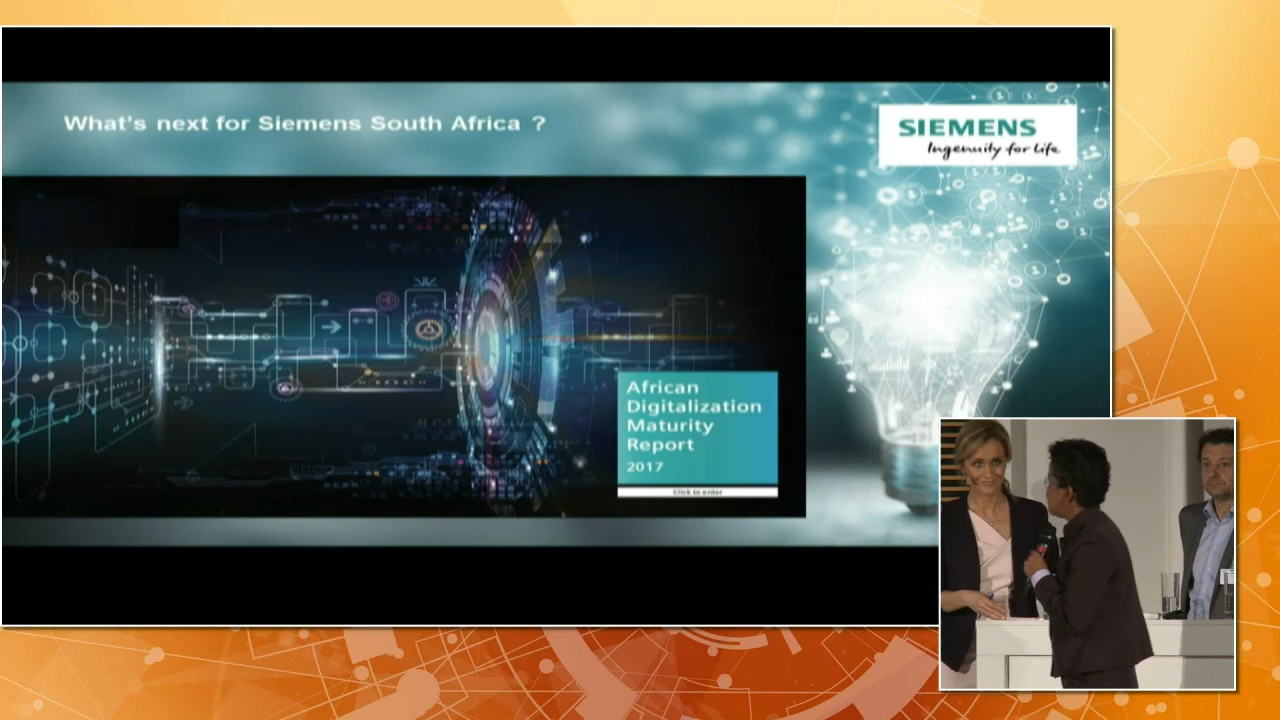 What's next for Siemens South Africa ?
SIEMENS
Ingenuity for Life
African
Digitalization
Maturity
Report
2017
Click to enter